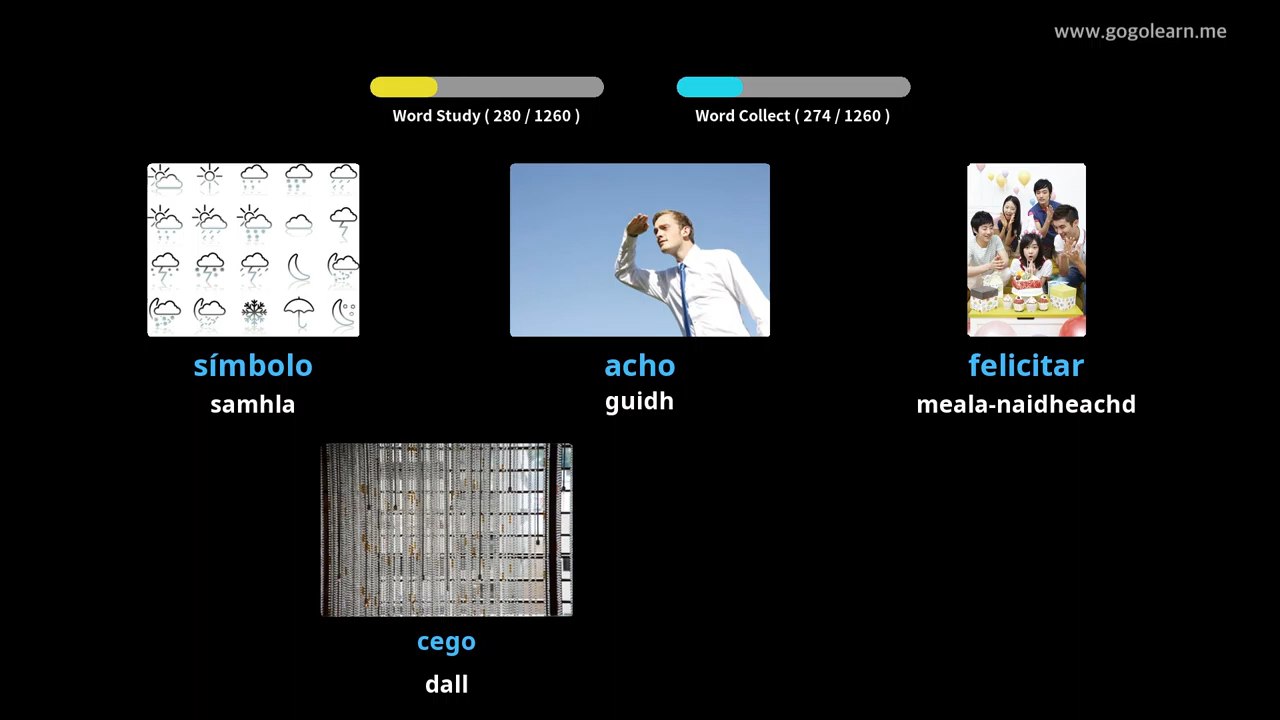 www.gogolearn.me
Word Study ( 280 / 1260 )
Word Collect ( 274 / 1260 )
símbolo
acho
felicitar
samhla
guidh
meala-naidheachd
cego
dall